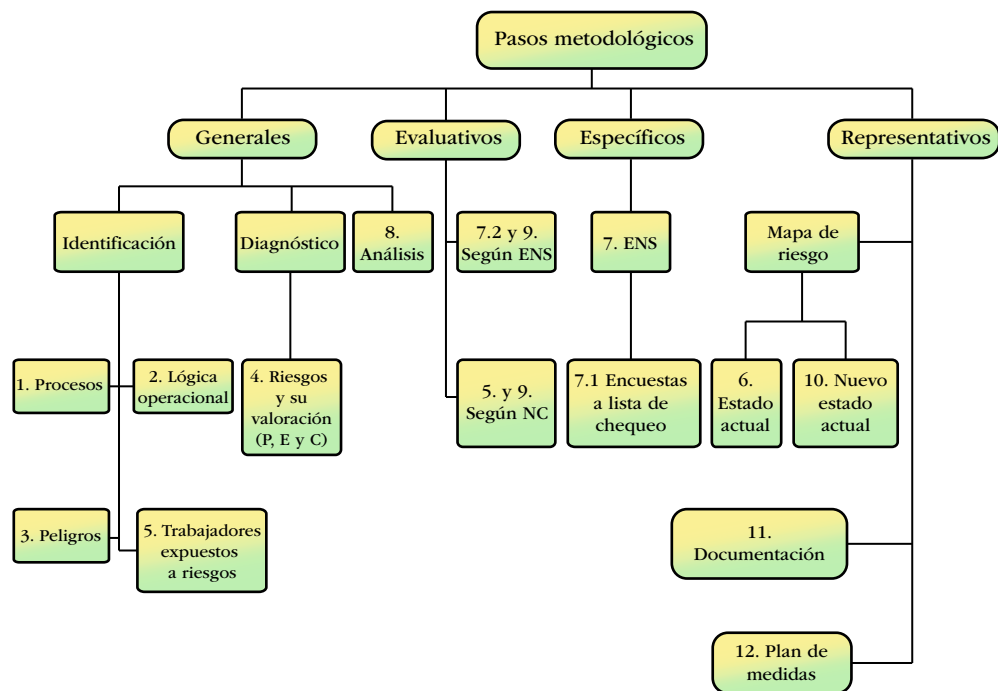 Pasos metodológicos
Generales
Evaluativos
Específicos
Representativos
Identificación
Diagnóstico
8.
Análisis
7.2 y 9.
Según ENS
7. ENS
Mapa de
riesgo
1. Procesos
2. Lógica
operacional
4. Riesgos
y su
valoración
(P, E y C)
5. y 9.
Según NC
7.1 Encuestas
a lista de
chequeo
6.
Estado
actual
10. Nuevo
estado
actual
3. Peligros
5. Trabajadores
expuestos
a riesgos
11.
Documentación
12. Plan de
medidas